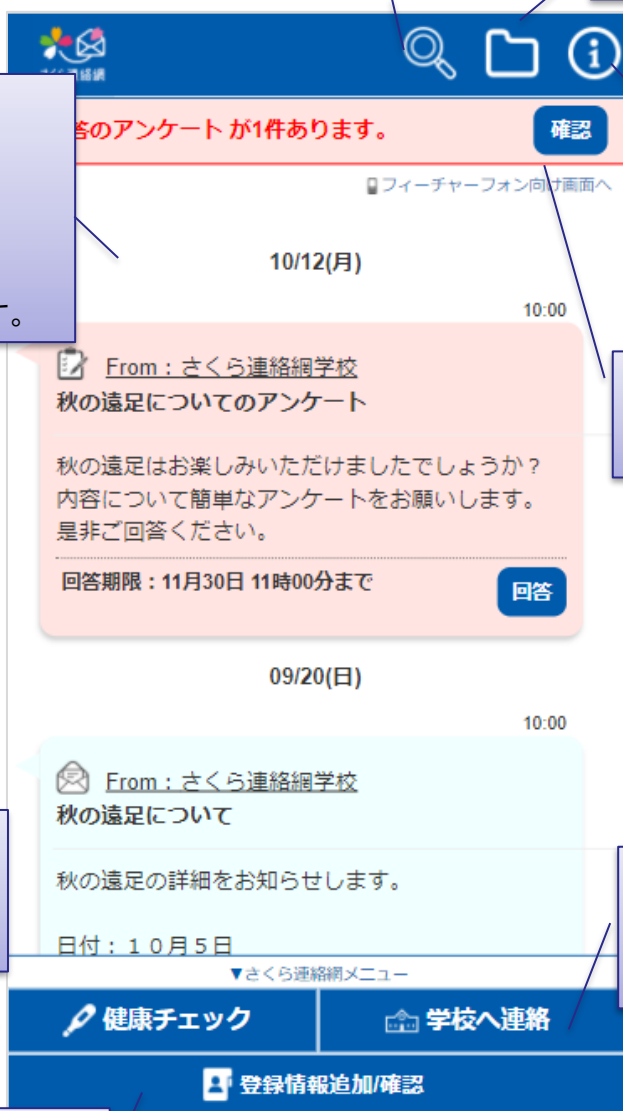 さくら連絡網
答のアンケート が1件あります。
確認
フィーチャーフォン向け画面へ
す。
10/12(月)
10:00
From：さくら連絡網学校
秋の遠足についてのアンケート
秋の遠足はお楽しみいただけましたでしょうか？
内容について簡単なアンケートをお願いします。
是非ご回答ください。
回答期限：11月30日 11時00分まで
回答
09/20(日)
10:00
From：さくら連絡網学校
秋の遠足について
秋の遠足の詳細をお知らせします。
日付：１０月５日
▼さくら連絡網メニュー
健康チェック
学校へ連絡
登録情報追加/確認